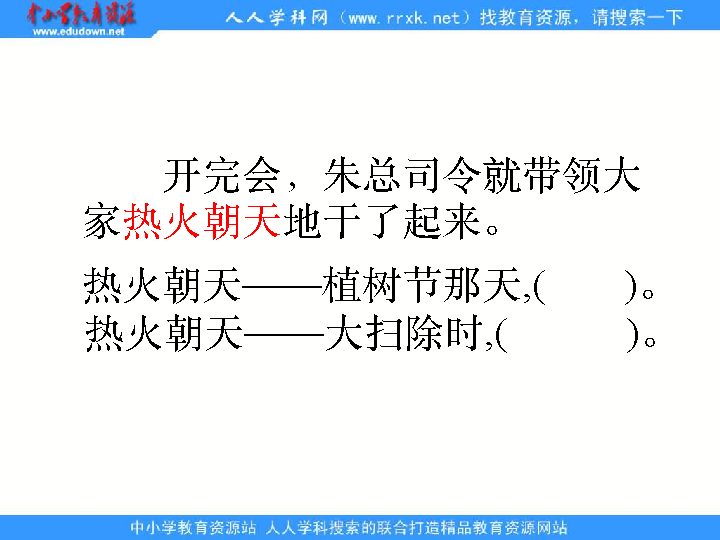 中小学教育资源站
www.edudown.net
人人学科网（www.rrxk.net）找教育资源，请搜索一下
开完会，朱总司令就带领大
家热火朝天地干了起来。
热火朝天——植树节那天,(　　)。
热火朝天——大扫除时,(　　　)。
中小学教育资源站 人人学科搜索的联合打造精品教育资源网站